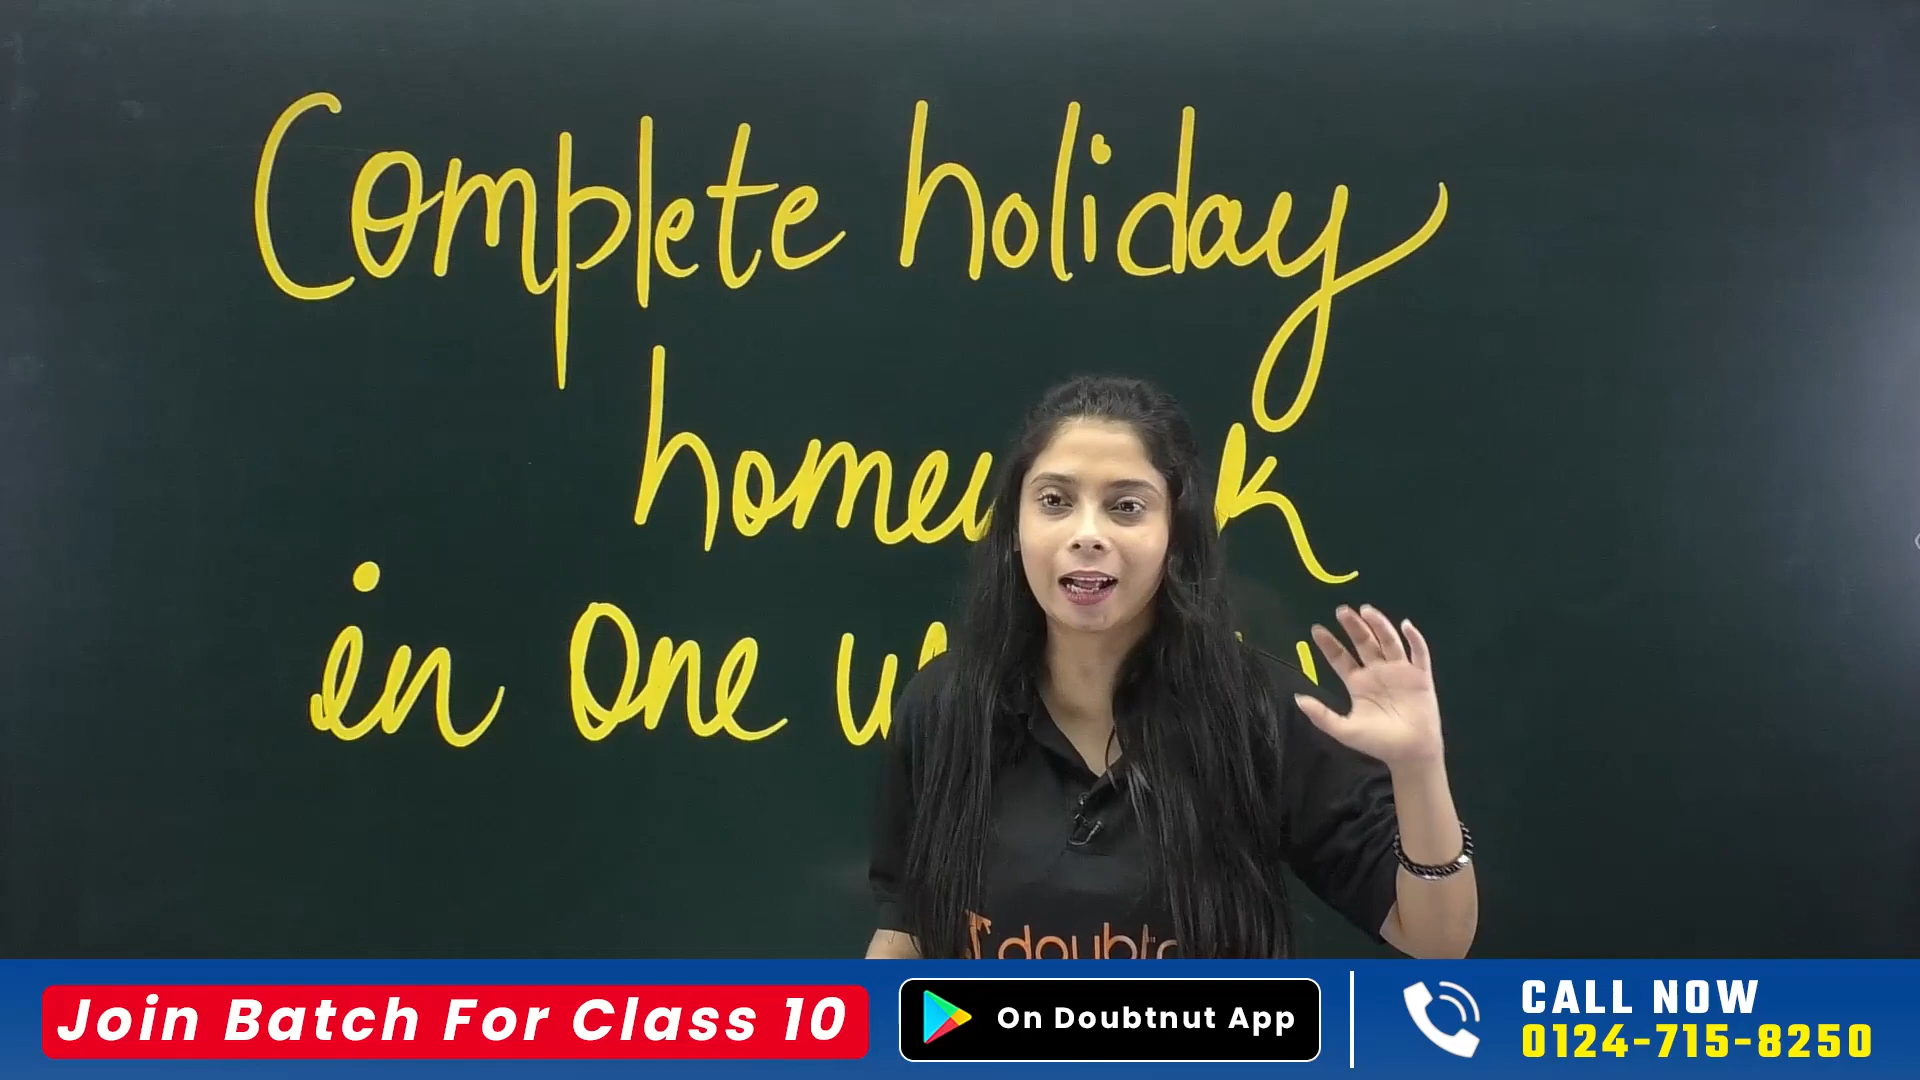 Complete holiday
home
in one
Join Batch For Class 10
On Doubtnut App
CALL NOW
0124-715-8250